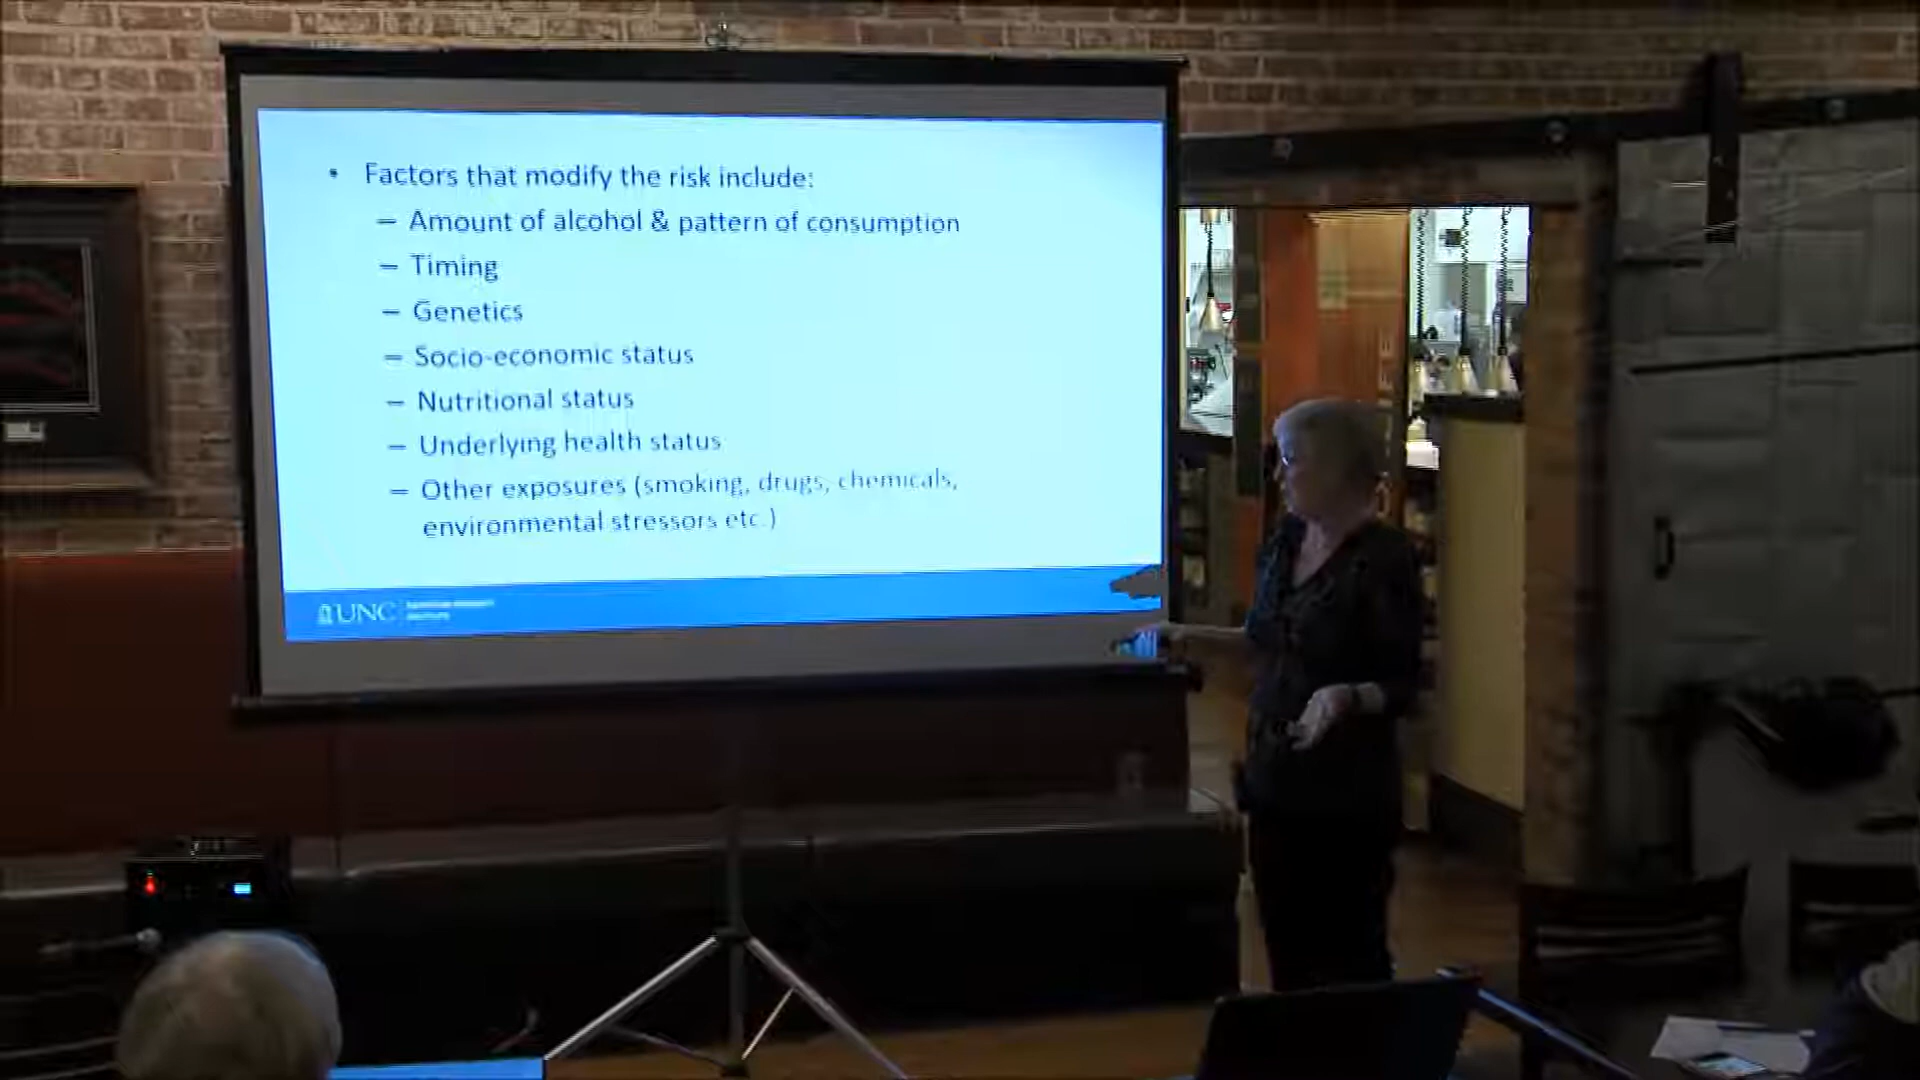 • Factors that modify the risk include:
– Amount of alcohol & pattern of consumption
– Timing
– Genetics
– Socio-economic status
– Nutritional status
– Underlying health status
– Other exposures (smoking, drugs, chemicals,
environmental stressors etc.)
UNC